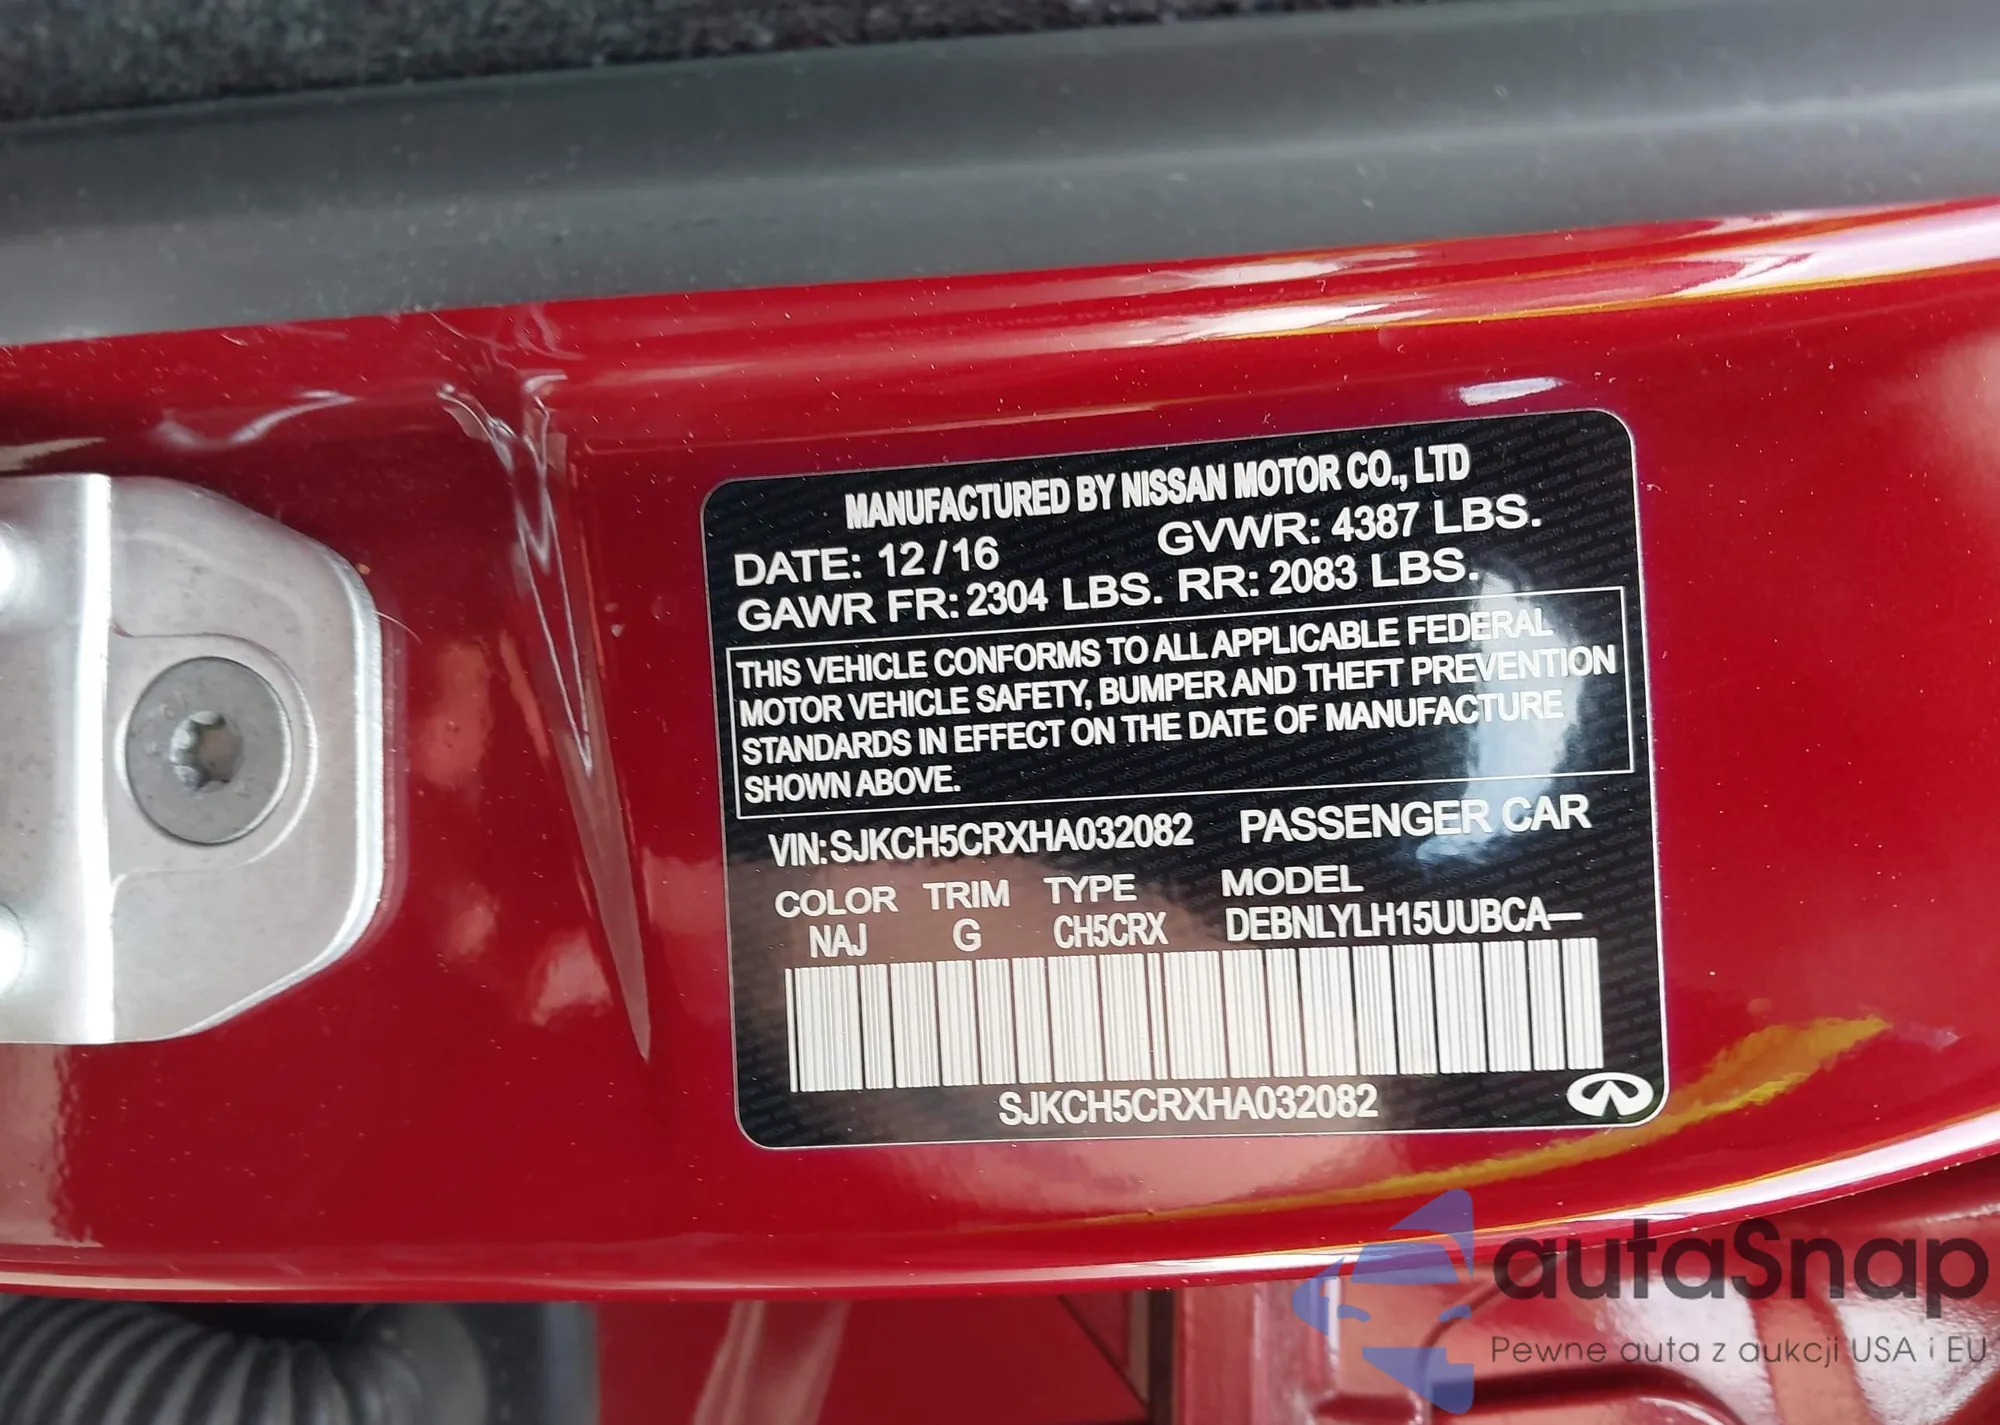 MANUFACTURED BY NISSAN MOTOR CO., LTD
DATE: 12/16 GVWR: 4387 LBS.
GAWR FR: 2304 LBS. RR: 2083 LBS.
THIS VEHICLE CONFORMS TO ALL APPLICABLE FEDERAL
MOTOR VEHICLE SAFETY, BUMPER AND THEFT PREVENTION
STANDARDS IN EFFECT ON THE DATE OF MANUFACTURE
SHOWN ABOVE.
VIN: SJKCH5CRXHA032082 PASSENGER CAR
COLOR TRIM TYPE MODEL
NAJ G CH5CRX DEBNLYLH15UUBCA—
SJKCH5CRXHA032082
autaSnap
Pewne auta z aukcji USA i EU